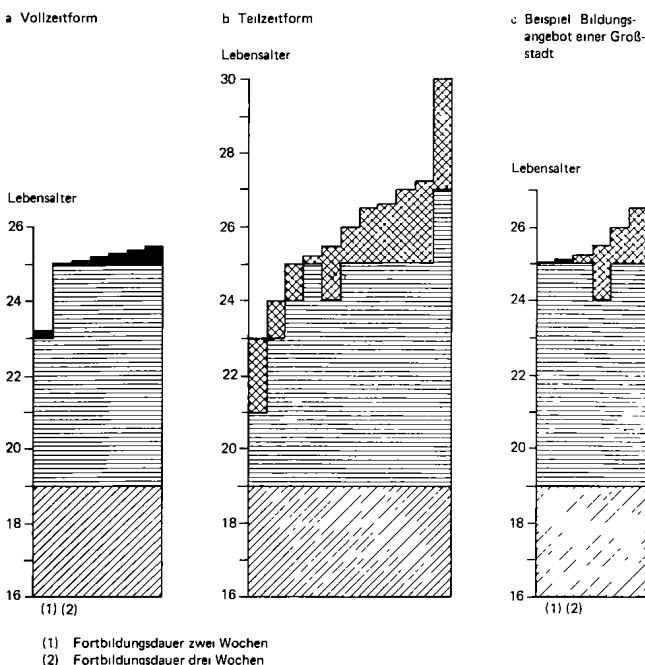 a Vollzeitform
b Teilzeitform
c Beispiel Bildungs-
angebot einer Groß-
stadt
Lebensalter
26
24
22
20
18
16
(1) (2)
Lebensalter
30
28
26
24
22
20
18
16
Lebensalter
26
24
22
20
18
16
(1) (2)
(1) Fortbildungsdauer zwei Wochen
(2) Fortbildungsdauer drei Wochen